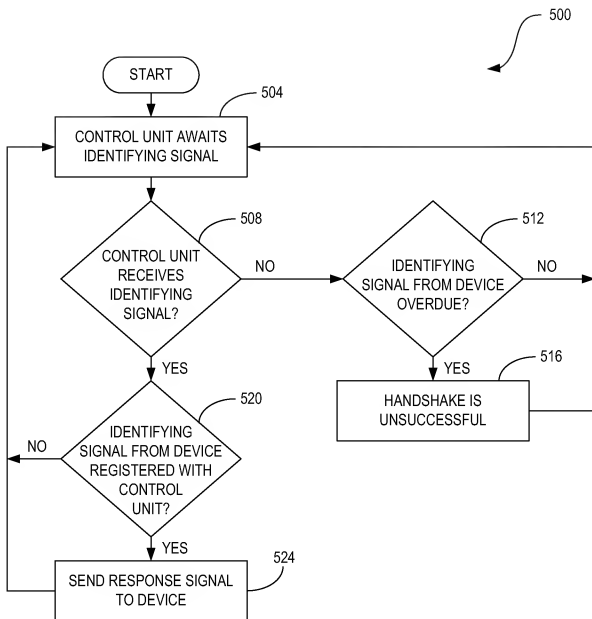 500
START
504
CONTROL UNIT AWAITS
IDENTIFYING SIGNAL
508
CONTROL UNIT
RECEIVES
IDENTIFYING
SIGNAL?
NO
512
IDENTIFYING
SIGNAL FROM DEVICE
OVERDUE?
NO
YES
516
HANDSHAKE IS
UNSUCCESSFUL
YES
520
IDENTIFYING
SIGNAL FROM DEVICE
REGISTERED WITH
CONTROL
UNIT?
NO
YES
524
SEND RESPONSE SIGNAL
TO DEVICE